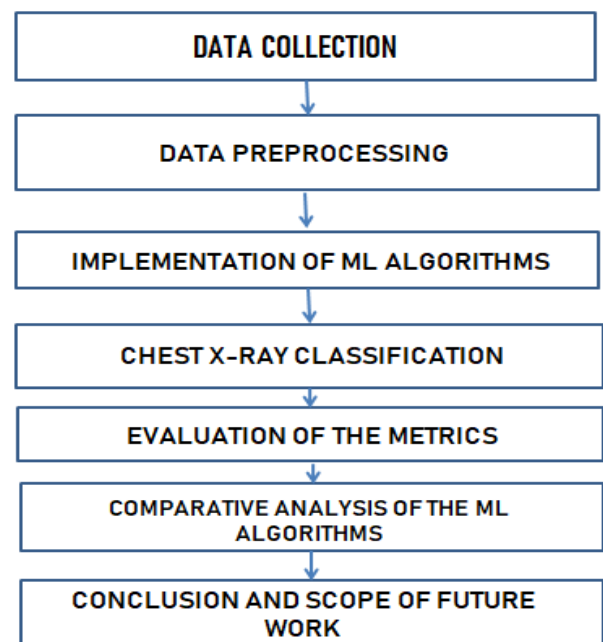 DATA COLLECTION
DATA PREPROCESSING
IMPLEMENTATION OF ML ALGORITHMS
CHEST X-RAY CLASSIFICATION
EVALUATION OF THE METRICS
COMPARATIVE ANALYSIS OF THE ML
ALGORITHMS
CONCLUSION AND SCOPE OF FUTURE
WORK